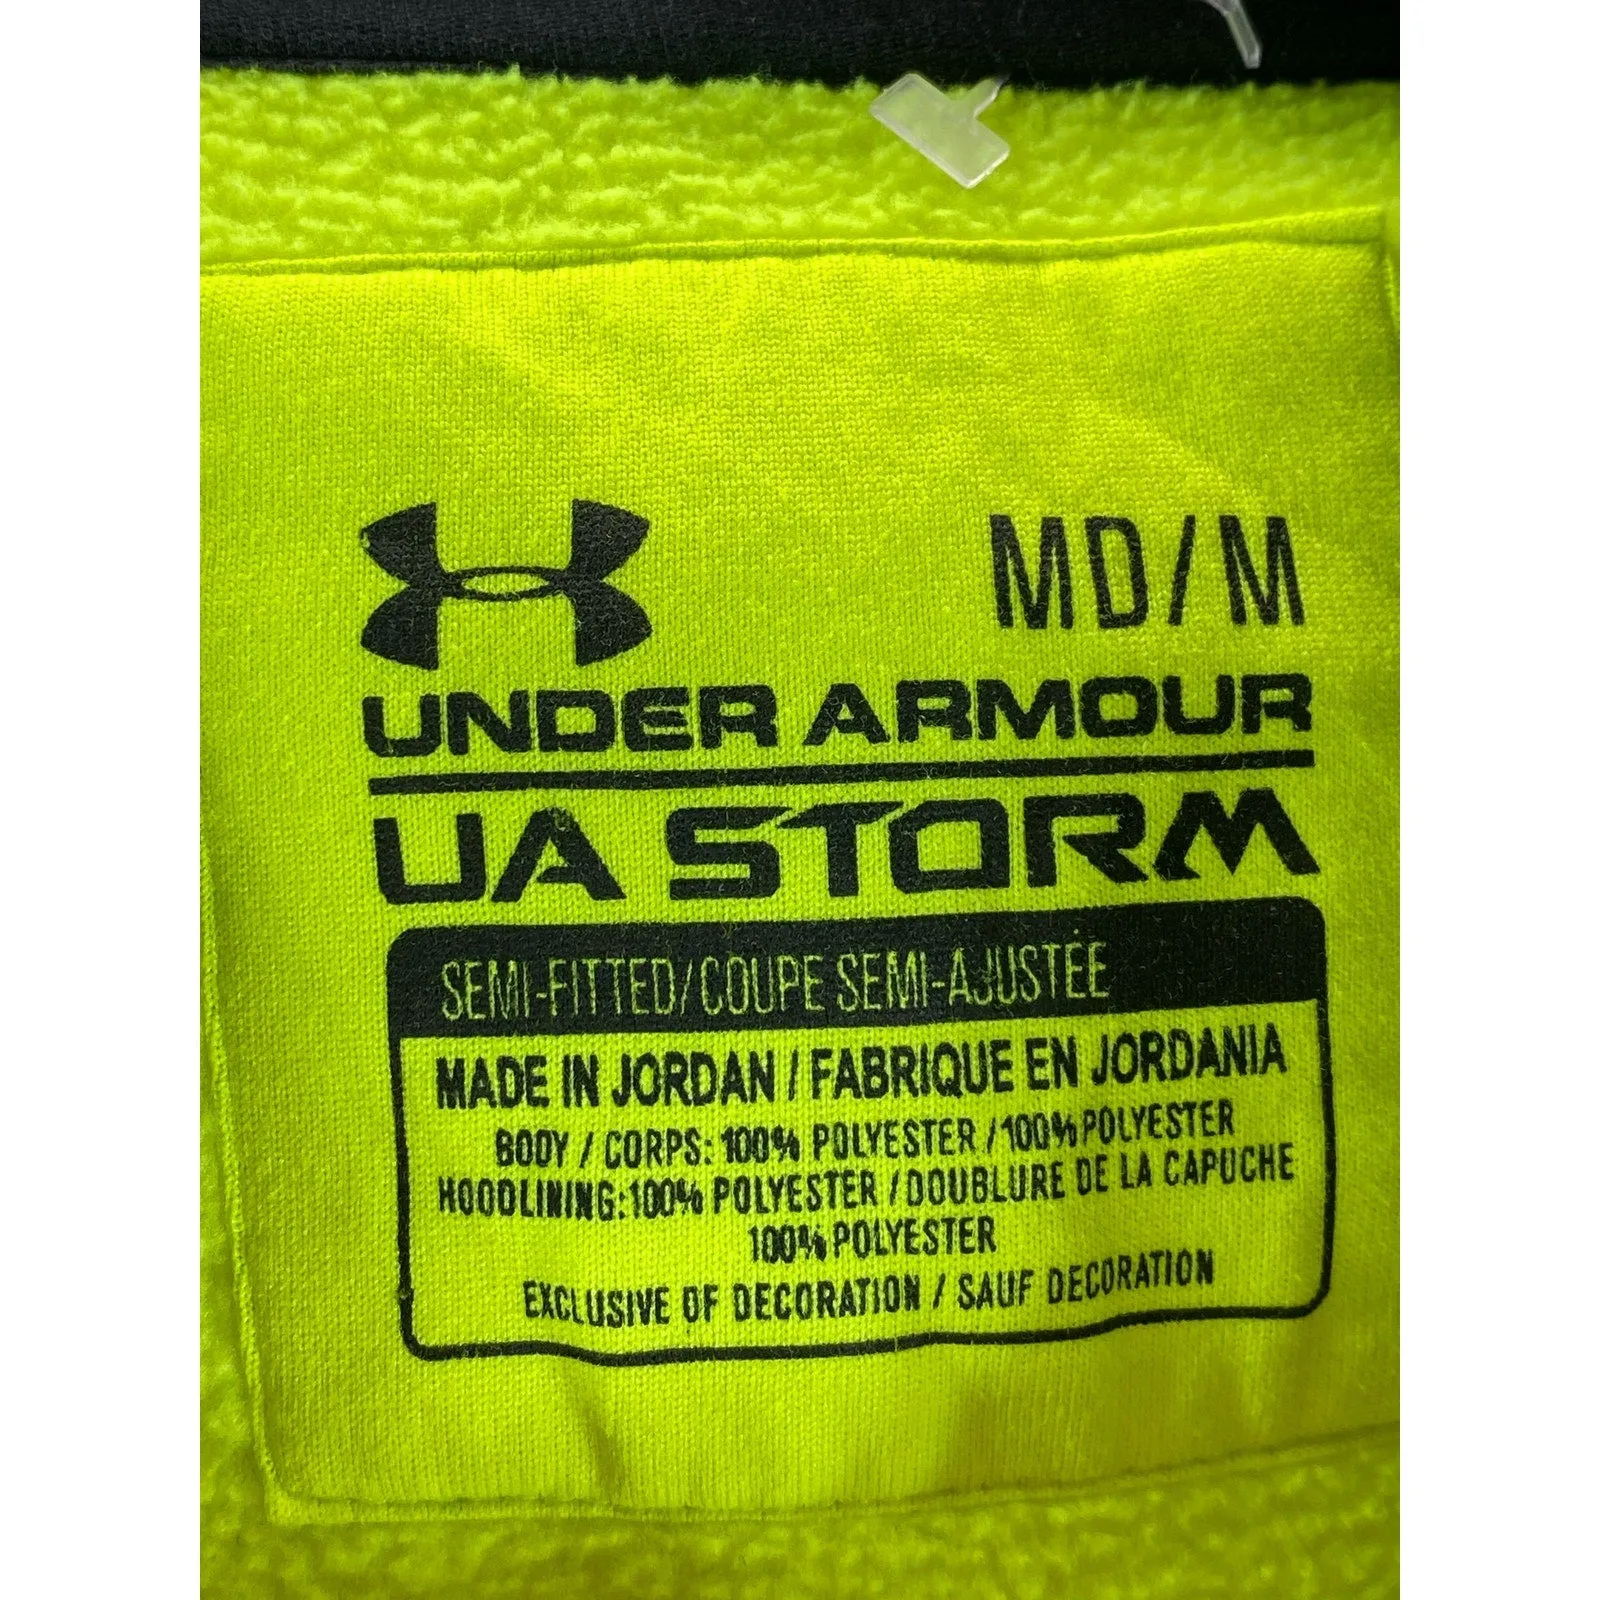 MD/M
UNDER ARMOUR
UA STORM
SEMI-FITTED/COUPE SEMI-AJUSTÉE
MADE IN JORDAN / FABRIQUE EN JORDANIA
BODY / CORPS: 100% POLYESTER / 100% POLYESTER
HOODLINING:100% POLYESTER / DOUBLURE DE LA CAPUCHE
100% POLYESTER
EXCLUSIVE OF DECORATION / SAUF DECORATION